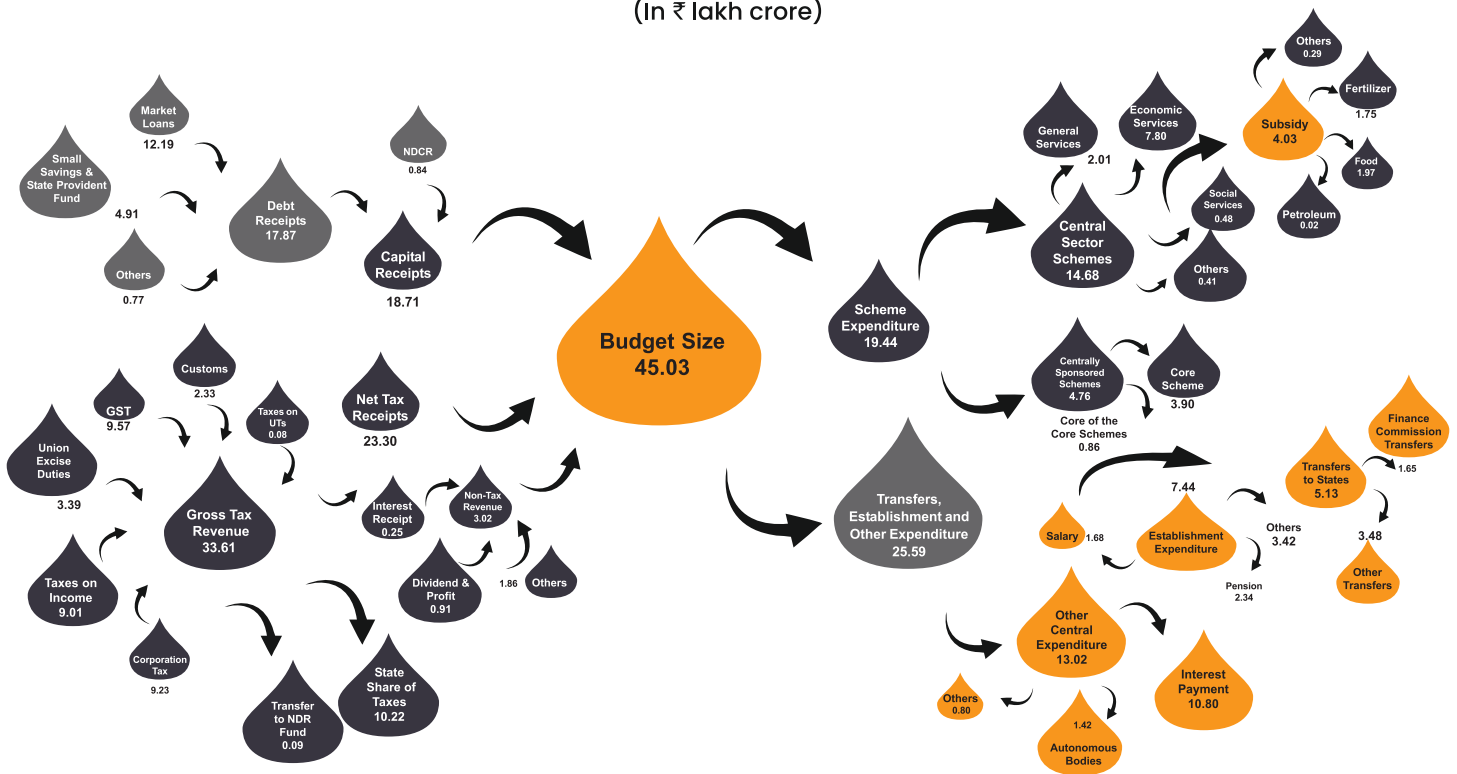 (In ₹ lakh crore)
Market
Loans
12.19
Small
Savings &
State Provident
Fund
4.91
Others
0.77
Debt
Receipts
17.87
NDCR
0.84
Capital
Receipts
18.71
Customs
2.33
GST
9.57
Taxes on
UTs
0.08
Union
Excise
Duties
3.39
Gross Tax
Revenue
33.61
Taxes on
Income
9.01
Corporation
Tax
9.23
Transfer
to NDR
Fund
0.09
State
Share of
Taxes
10.22
Net Tax
Receipts
23.30
Interest
Receipt
0.25
Non-Tax
Revenue
3.02
Dividend &
Profit
0.91
1.86
Others
Budget Size
45.03
Scheme
Expenditure
19.44
Central
Sector
Schemes
14.68
General
Services
2.01
Economic
Services
7.80
Subsidy
4.03
Others
0.29
Fertilizer
1.75
Food
1.97
Petroleum
0.02
Social
Services
0.48
Others
0.41
Centrally
Sponsored
Schemes
4.76
Core
Scheme
3.90
Core of the
Core Schemes
0.86
Transfers,
Establishment and
Other Expenditure
25.59
7.44
Establishment
Expenditure
Salary
1.68
Others
3.42
Pension
2.34
Transfers
to States
5.13
Finance
Commission
Transfers
1.65
3.48
Other
Transfers
Other
Central
Expenditure
13.02
Interest
Payment
10.80
Others
0.80
1.42
Autonomous
Bodies